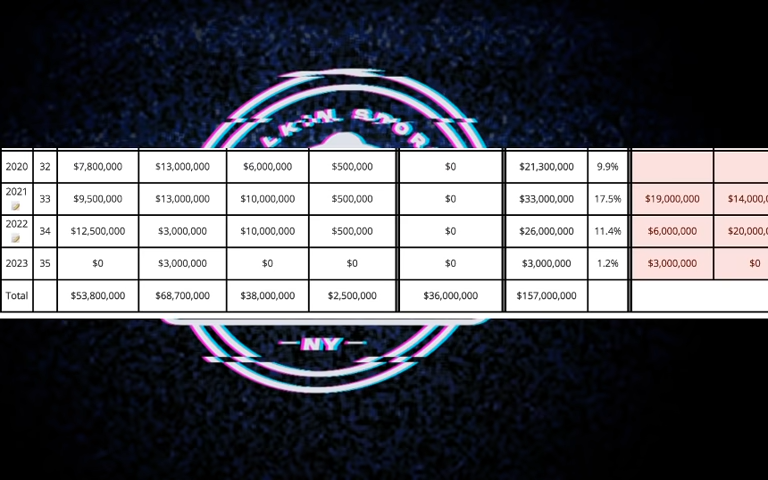 LK:N SPOR
2020 32 $7,800,000 $13,000,000 $6,000,000 $500,000 $0 $21,300,000 9.9%
2021 33 $9,500,000 $13,000,000 $10,000,000 $500,000 $0 $33,000,000 17.5% $19,000,000 $14,000,0
2022 34 $12,500,000 $3,000,000 $10,000,000 $500,000 $0 $26,000,000 11.4% $6,000,000 $20,000,0
2023 35 $0 $3,000,000 $0 $0 $0 $3,000,000 1.2% $3,000,000 $0
Total $53,800,000 $68,700,000 $38,000,000 $2,500,000 $36,000,000 $157,000,000
NY